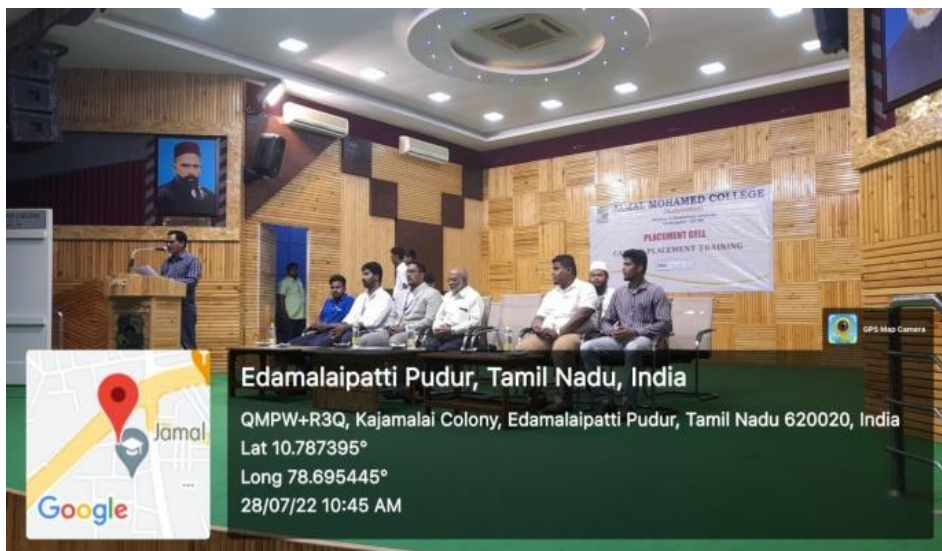 JAMAL MOHAMED COLLEGE
PLACEMENT CELL
PLACEMENT TRAINING
GPS Map Camera
Jamal
Google
Edamalaipatti Pudur, Tamil Nadu, India
QMPW+R3Q, Kajamalai Colony, Edamalaipatti Pudur, Tamil Nadu 620020, India
Lat 10.787395°
Long 78.695445°
28/07/22 10:45 AM